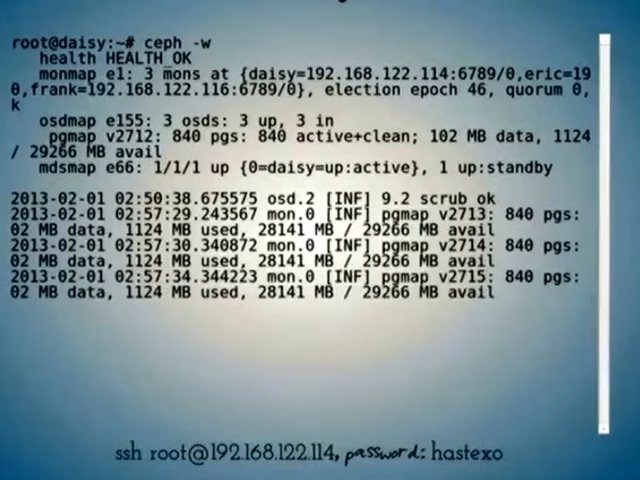 root@daisy:~# ceph -w
health HEALTH_OK
monmap e1: 3 mons at {daisy=192.168.122.114:6789/0,eric=19
0,frank=192.168.122.116:6789/0}, election epoch 46, quorum 0,
k
osdmap e155: 3 osds: 3 up, 3 in
pgmap v2712: 840 pgs: 840 active+clean; 102 MB data, 1124
/ 29266 MB avail
mdsmap e66: 1/1/1 up {0=daisy=up:active}, 1 up:standby
2013-02-01 02:50:38.675575 osd.2 [INF] 9.2 scrub ok
2013-02-01 02:57:29.243567 mon.0 [INF] pgmap v2713: 840 pgs:
02 MB data, 1124 MB used, 28141 MB / 29266 MB avail
2013-02-01 02:57:30.340872 mon.0 [INF] pgmap v2714: 840 pgs:
02 MB data, 1124 MB used, 28141 MB / 29266 MB avail
2013-02-01 02:57:34.344223 mon.0 [INF] pgmap v2715: 840 pgs:
02 MB data, 1124 MB used, 28141 MB / 29266 MB avail
ssh root@192.168.122.114, password: hastexo